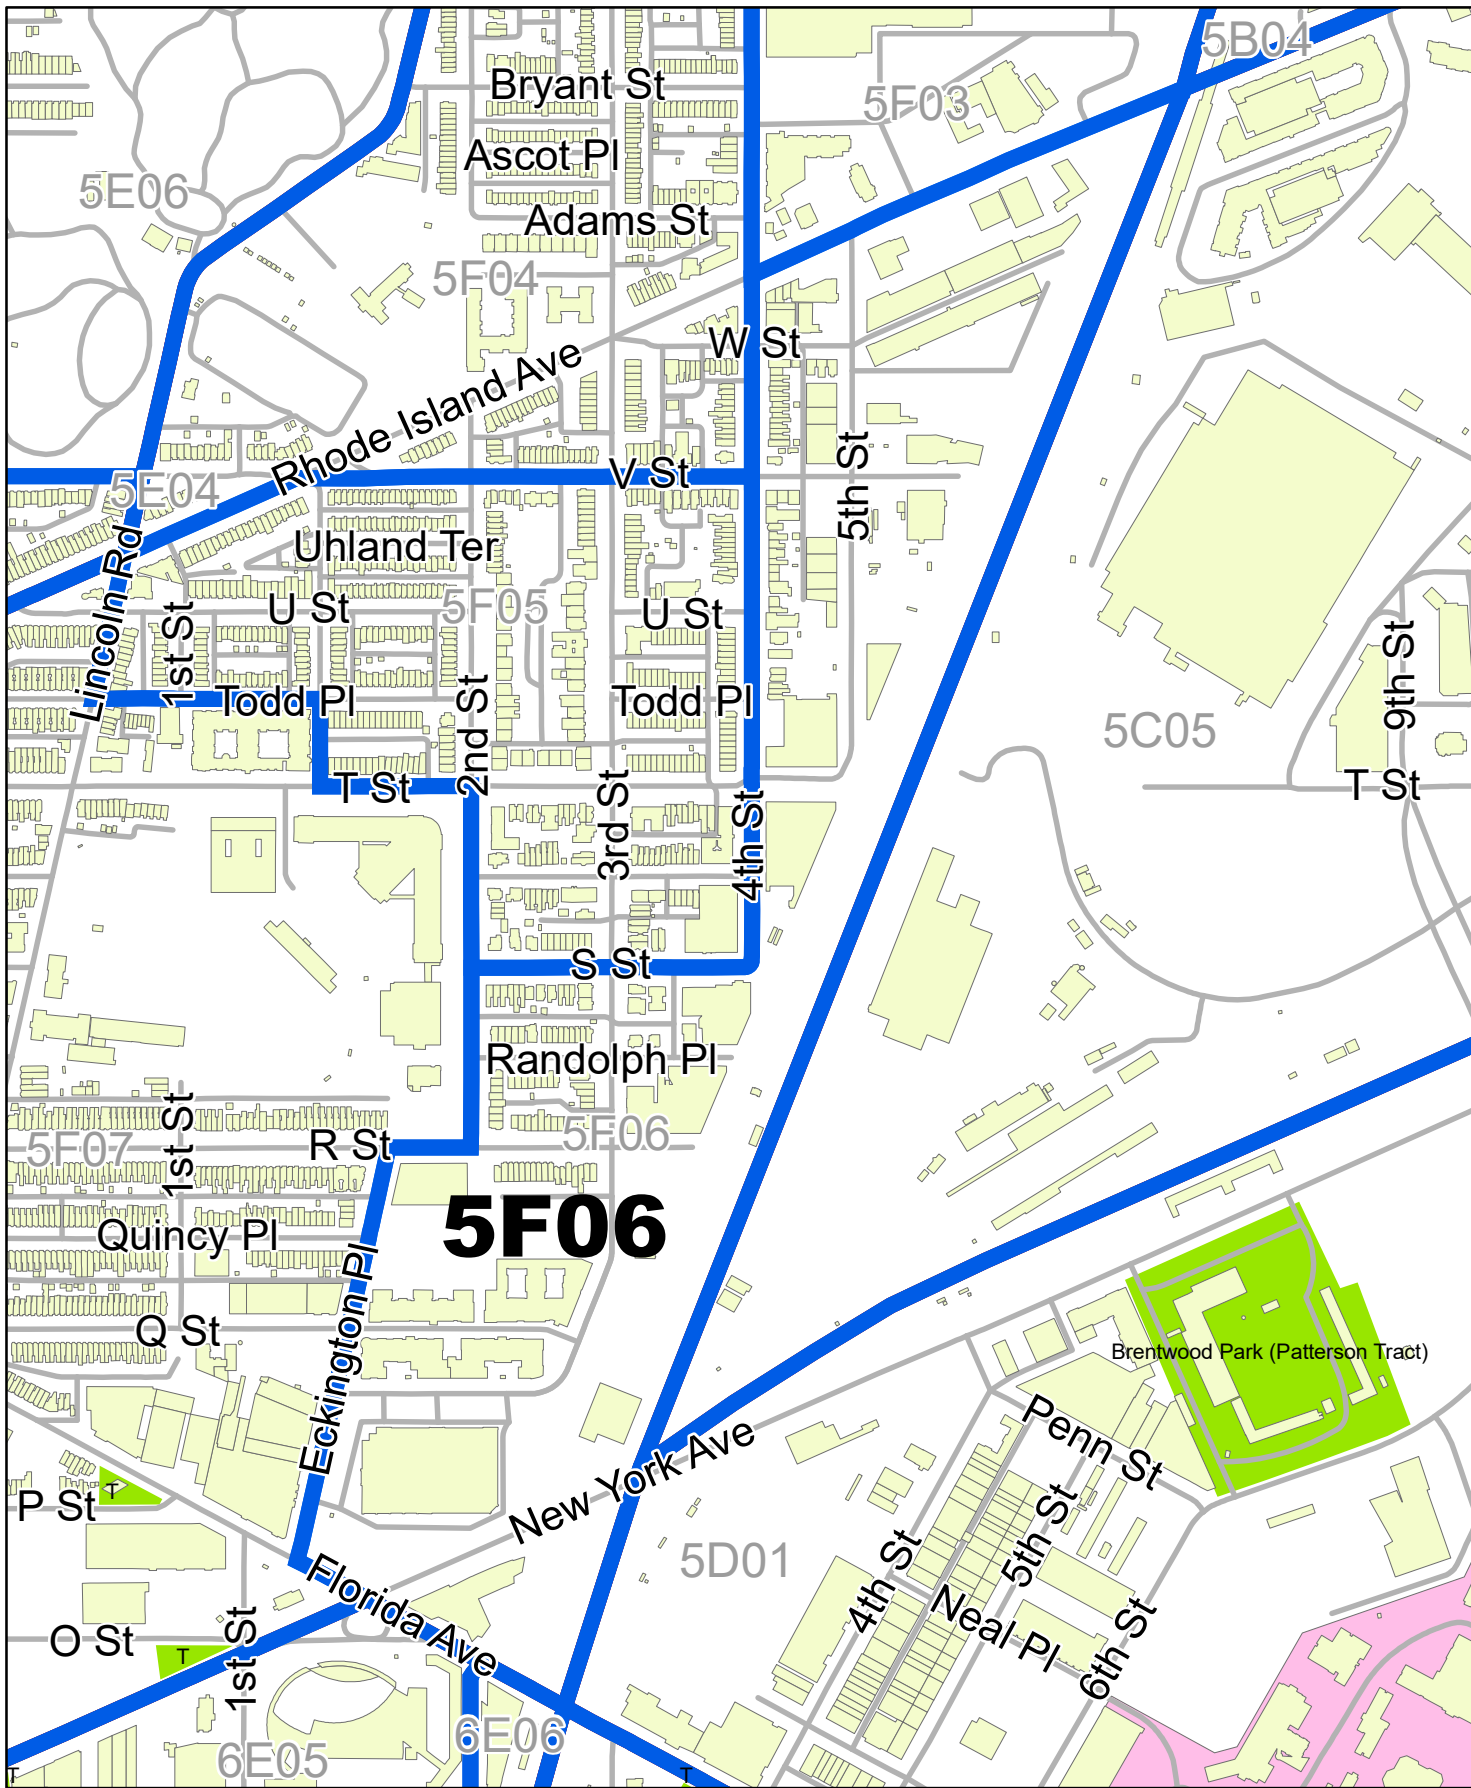 5B04
Bryant St
5F03
Ascot Pl
5E06
Adams St
5F04
W St
Rhode Island Ave
V St
5th St
5E04
Uhland Ter
Lincoln Rd
5F05
U St
U St
1st St
9th St
Todd Pl
2nd St
Todd Pl
5C05
T St
T St
3rd St
4th St
S St
Randolph Pl
1st St
R St
5F06
5F07
5F06
Quincy Pl
Eckington Pl
Q St
Brentwood Park (Patterson Tract)
Penn St
New York Ave
T
P St
5th St
4th St
5D01
Florida Ave
Neal Pl
6th St
O St
T
1st St
6E06
6E05
T
T